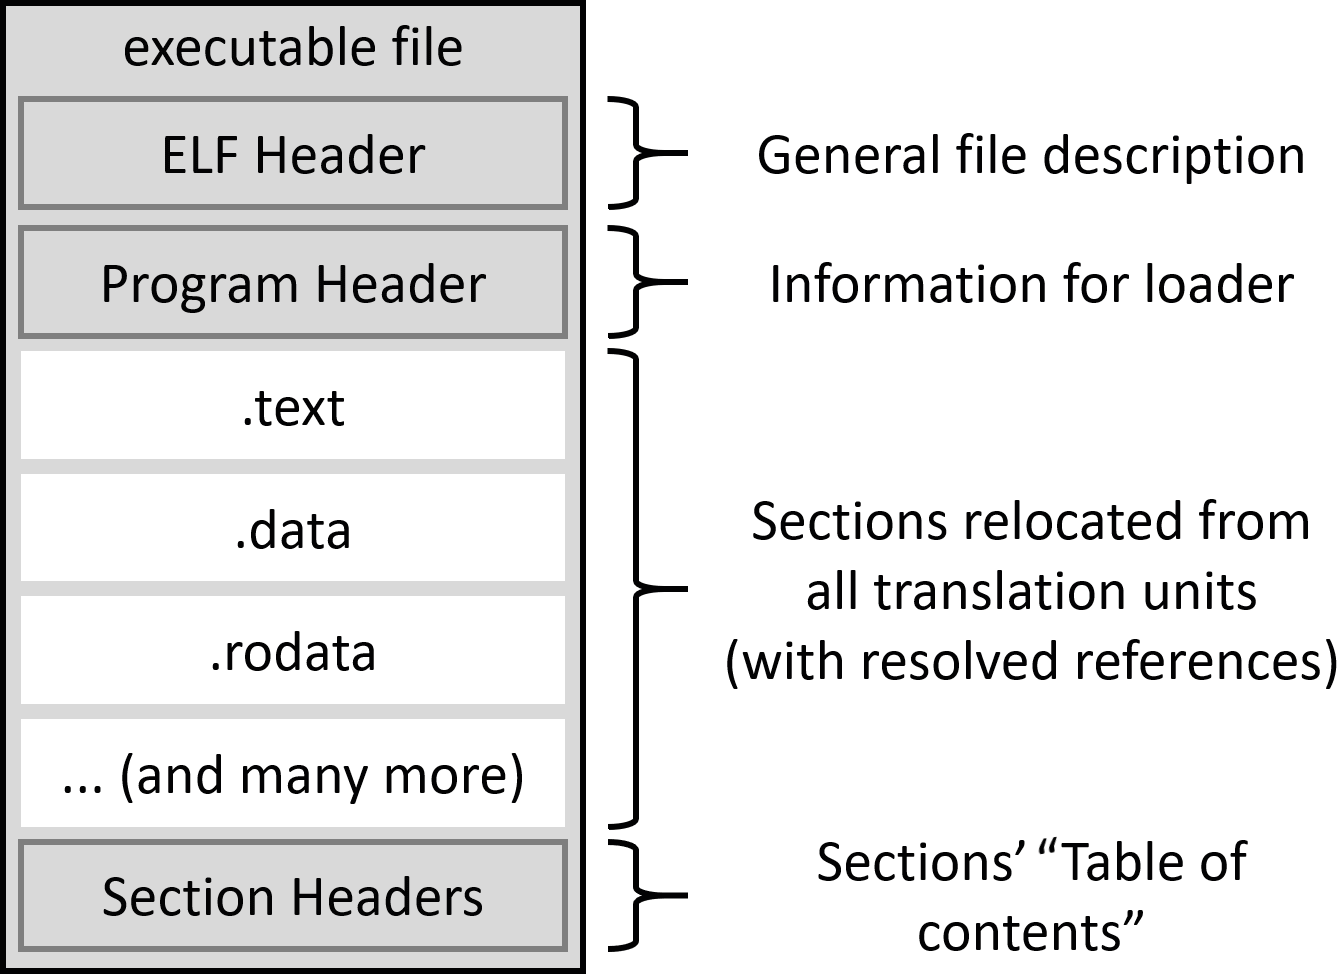 executable file
ELF Header
General file description
Program Header
Information for loader
.text
.data
.rodata
... (and many more)
Sections relocated from
all translation units
(with resolved references)
Section Headers
Sections’ “Table of
contents”